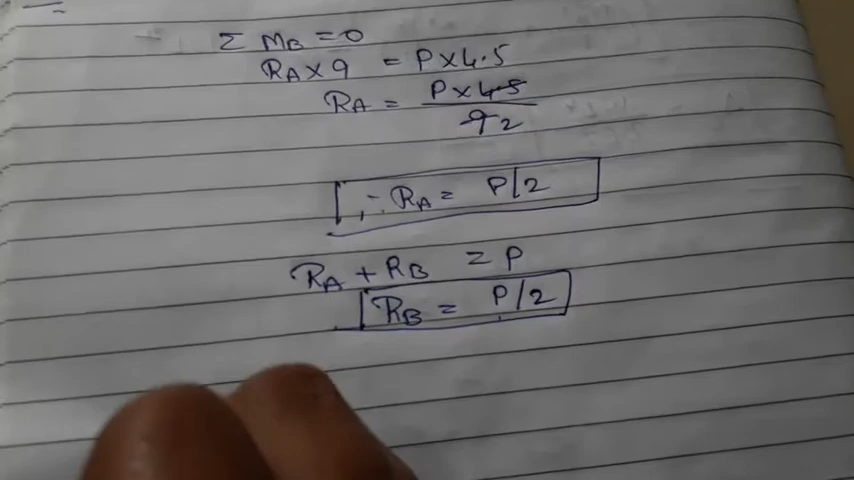 Σ MB = 0
RA × 9 = P × 4.5
RA = P × 4.5
9 2
∴ RA = P/2
RA + RB = P
RB = P/2